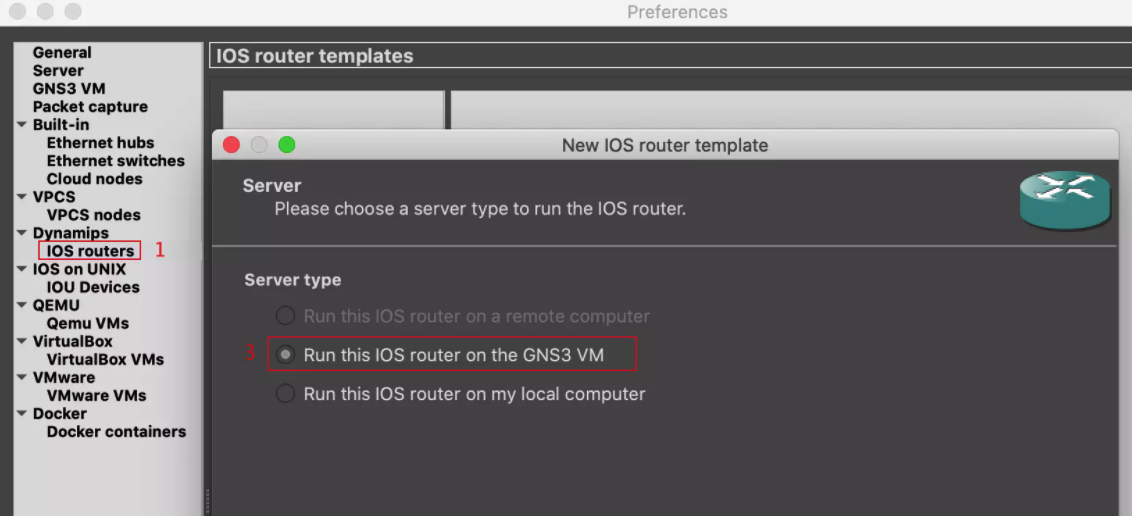 Preferences
General
Server
GNS3 VM
Packet capture
Built-in
Ethernet hubs
Ethernet switches
Cloud nodes
VPCS
VPCS nodes
Dynamips
IOS routers 1
IOS on UNIX
IOU Devices
QEMU
Qemu VMs
VirtualBox
VirtualBox VMs
VMware
VMware VMs
Docker
Docker containers
IOS router templates
New IOS router template
Server
Please choose a server type to run the IOS router.
Server type
Run this IOS router on a remote computer
3 Run this IOS router on the GNS3 VM
Run this IOS router on my local computer